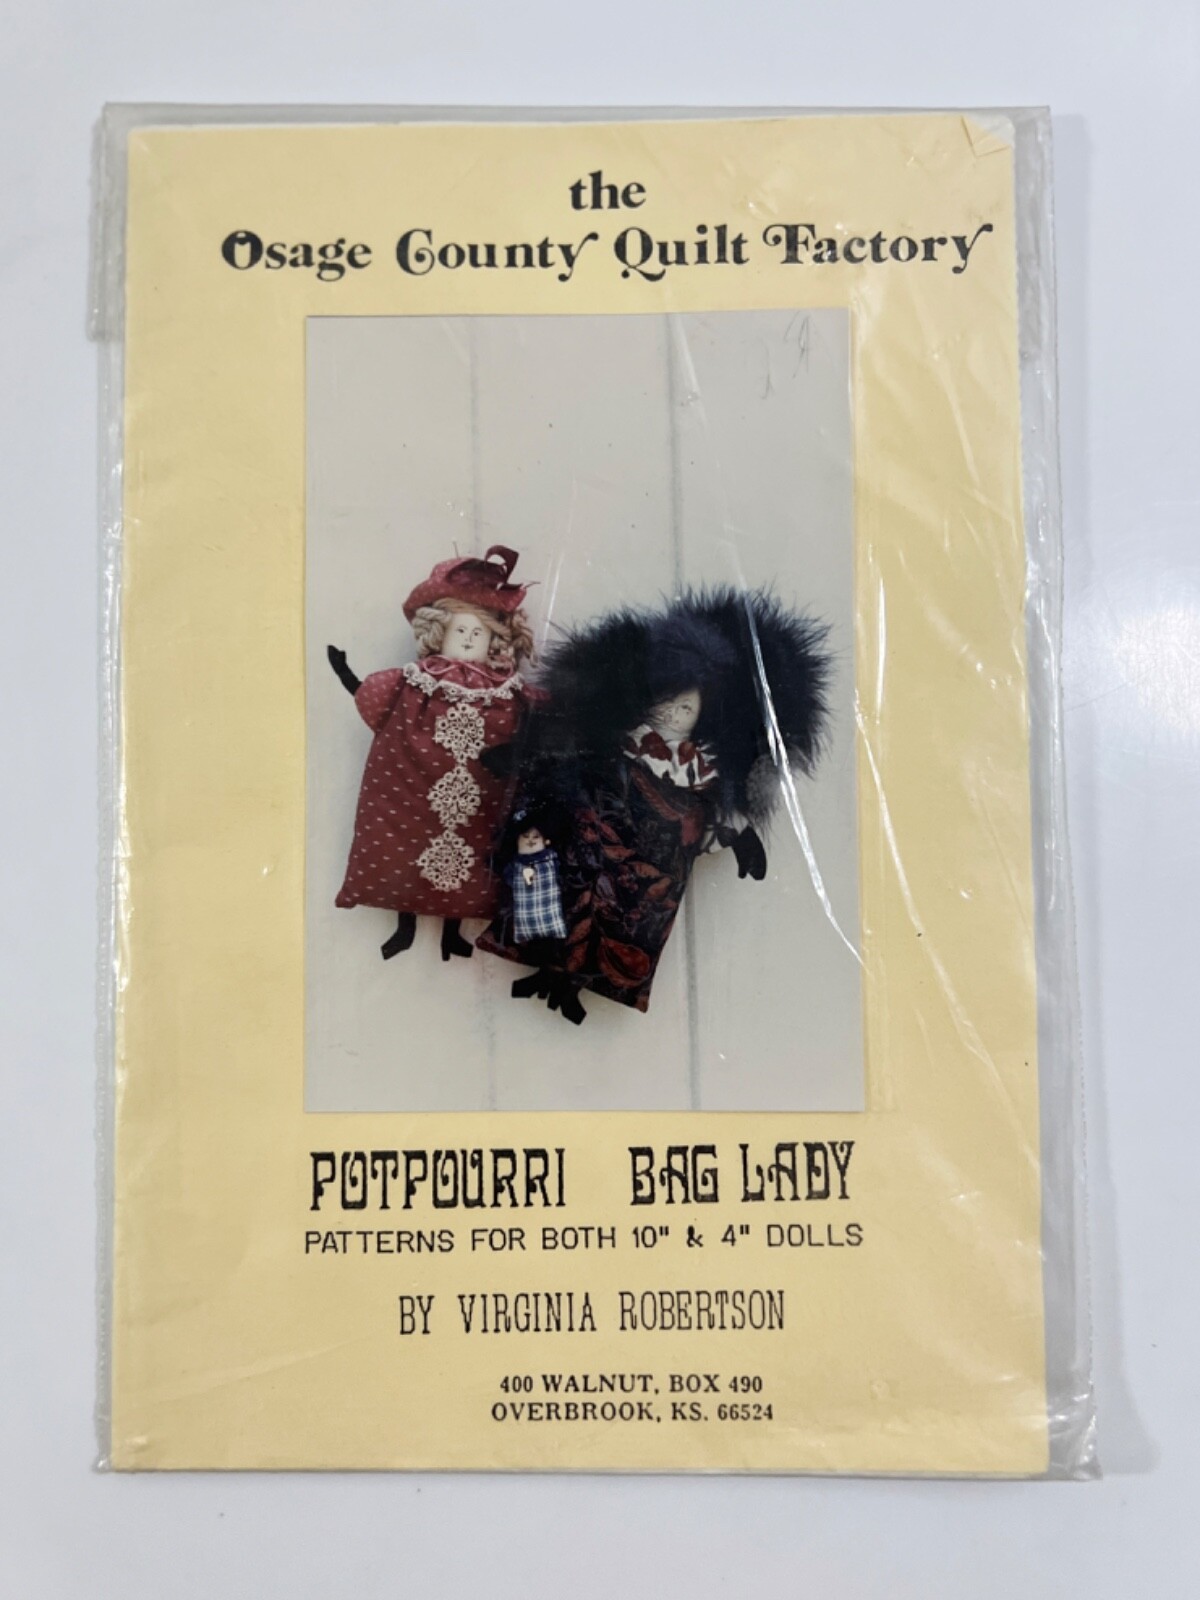 the
Osage County Quilt Factory
POTPOURRI BAG LADY
PATTERNS FOR BOTH 10" & 4" DOLLS
BY VIRGINIA ROBERTSON
400 WALNUT, BOX 490
OVERBROOK, KS. 66524